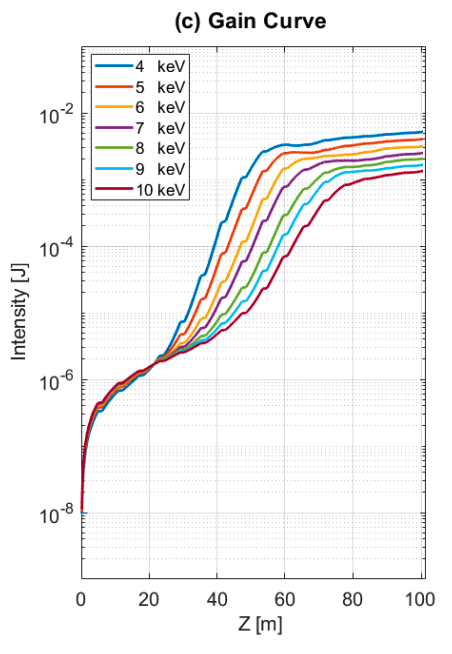 (c) Gain Curve
4 keV
5 keV
6 keV
7 keV
8 keV
9 keV
10 keV
Intensity [J]
10^-2
10^-4
10^-6
10^-8
0 20 40 60 80 100
Z [m]